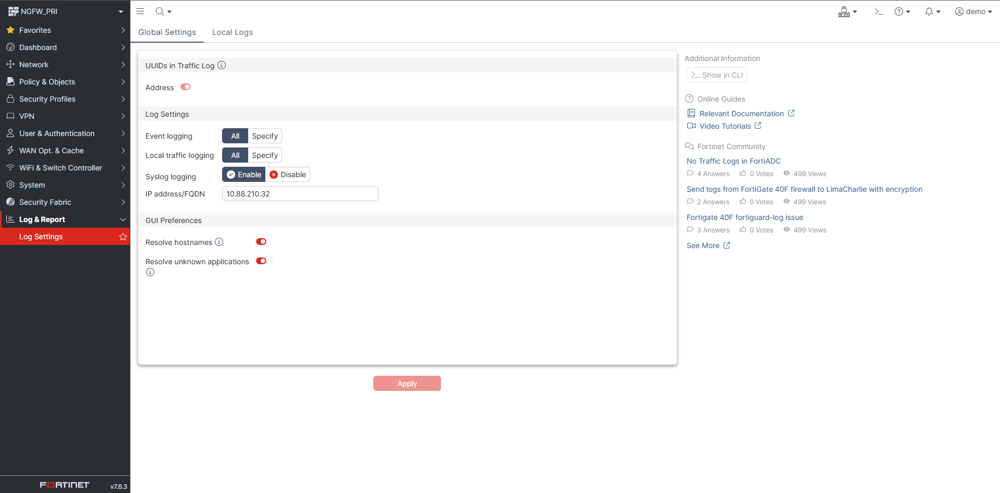 NGFW_PRI
Favorites
Dashboard
Network
Policy & Objects
Security Profiles
VPN
User & Authentication
WAN Opt. & Cache
WiFi & Switch Controller
System
Security Fabric
Log & Report
Log Settings
FORTINET
v7.6.3
demo
Global Settings
Local Logs
UUIDs in Traffic Log
Address
Log Settings
Event logging All Specify
Local traffic logging All Specify
Syslog logging Enable Disable
IP address/FQDN 10.88.210.32
GUI Preferences
Resolve hostnames
Resolve unknown applications
Apply
Additional Information
>_ Show in CLI
Online Guides
Relevant Documentation
Video Tutorials
Fortinet Community
No Traffic Logs in FortiADC
4 Answers 0 Votes 499 Views
Send logs from FortiGate 40F firewall to LimaCharlie with encryption
2 Answers 0 Votes 499 Views
Fortigate 40F fortiguard-log issue
3 Answers 0 Votes 499 Views
See More